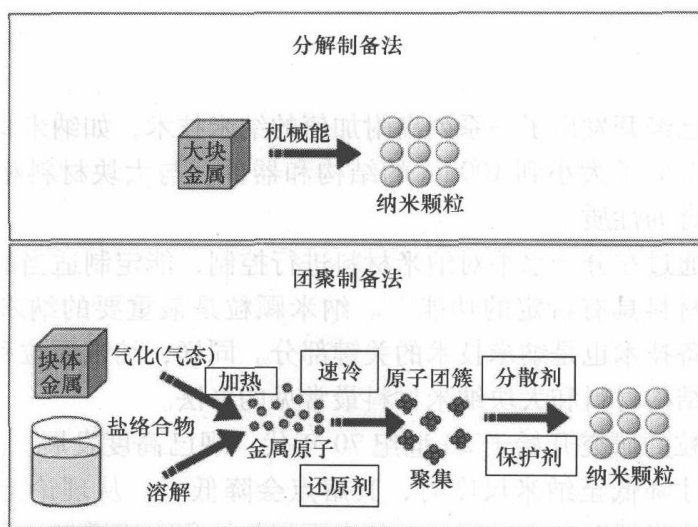 分解制备法
大块
金属
机械能
纳米颗粒
团聚制备法
块体
金属
气化(气态)
加热
速冷
原子团簇
分散剂
盐络合物
金属原子
还原剂
聚集
保护剂
纳米颗粒
溶解